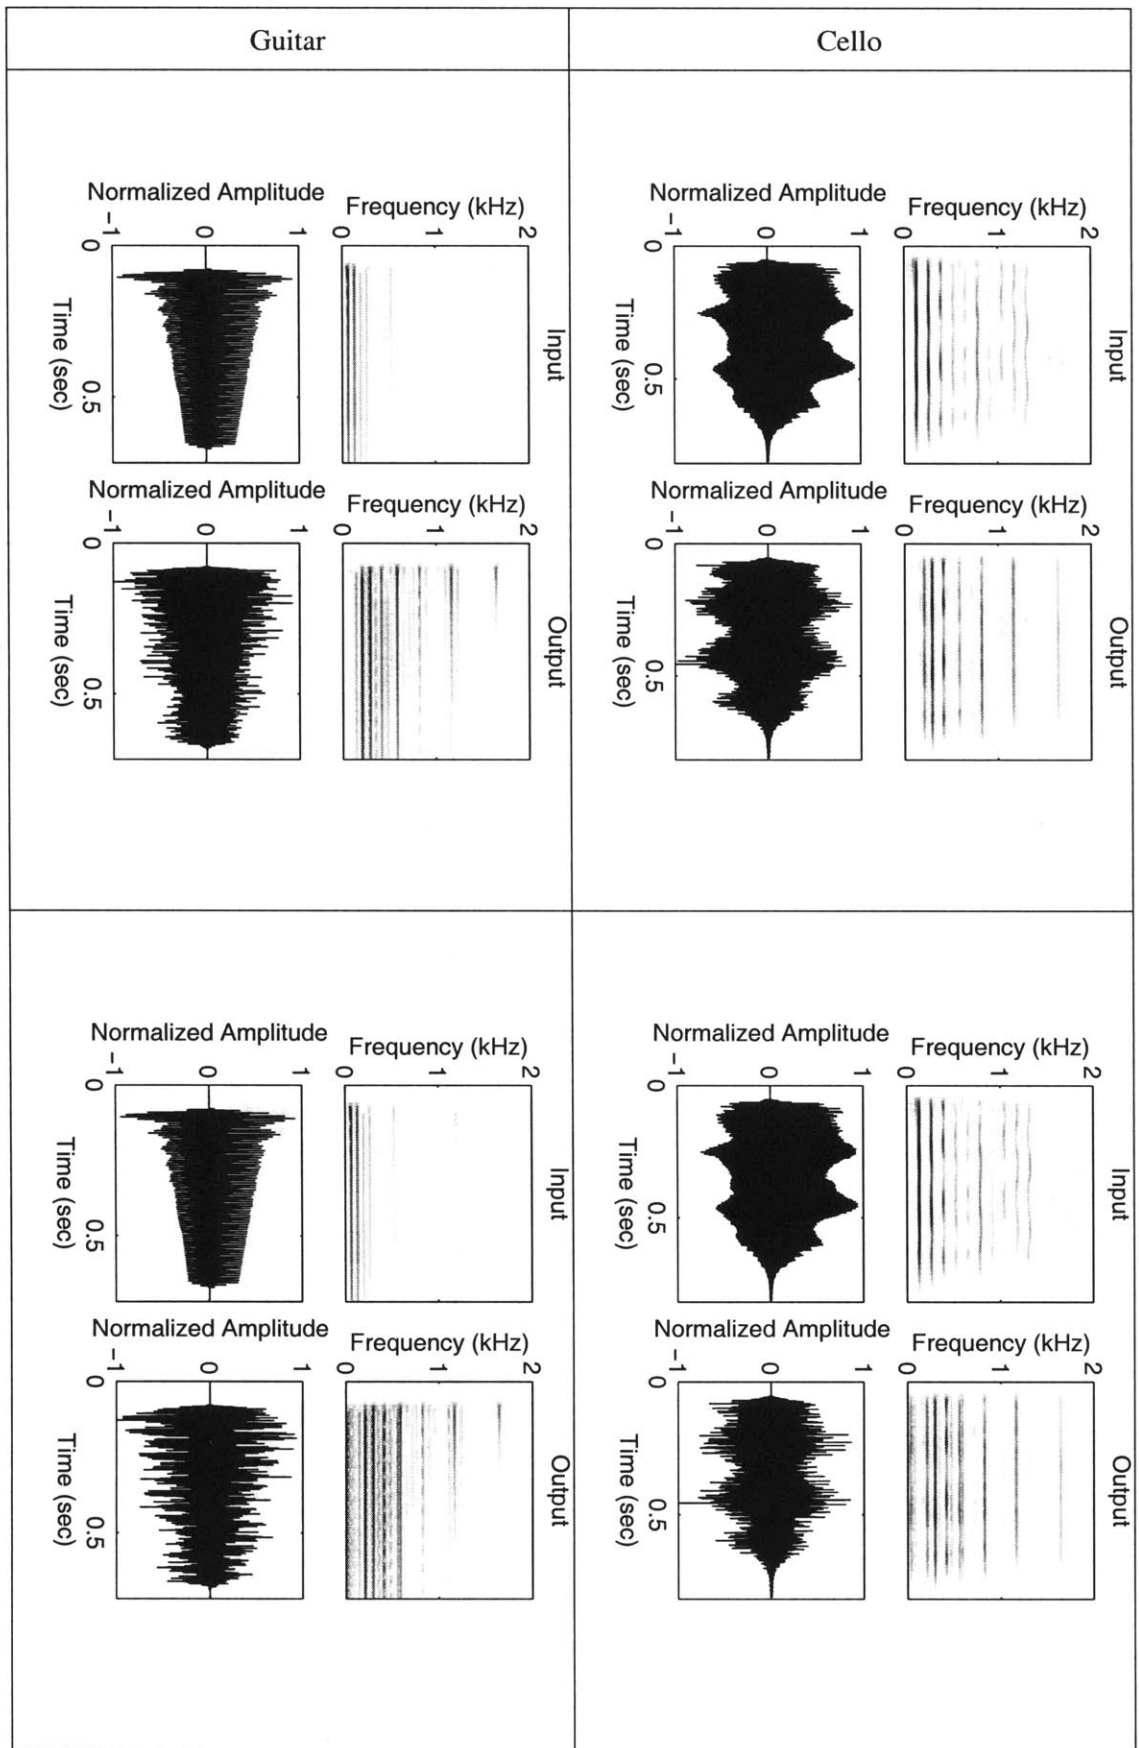 Guitar
Cello
Input
Frequency (kHz)
0
1
2
Normalized Amplitude
−1
0
1
0
0.5
Time (sec)
Output
Frequency (kHz)
0
1
2
Normalized Amplitude
−1
0
1
0
0.5
Time (sec)
Input
Frequency (kHz)
0
1
2
Normalized Amplitude
−1
0
1
0
0.5
Time (sec)
Output
Frequency (kHz)
0
1
2
Normalized Amplitude
−1
0
1
0
0.5
Time (sec)
Input
Frequency (kHz)
0
1
2
Normalized Amplitude
−1
0
1
0
0.5
Time (sec)
Output
Frequency (kHz)
0
1
2
Normalized Amplitude
−1
0
1
0
0.5
Time (sec)
Input
Frequency (kHz)
0
1
2
Normalized Amplitude
−1
0
1
0
0.5
Time (sec)
Output
Frequency (kHz)
0
1
2
Normalized Amplitude
−1
0
1
0
0.5
Time (sec)